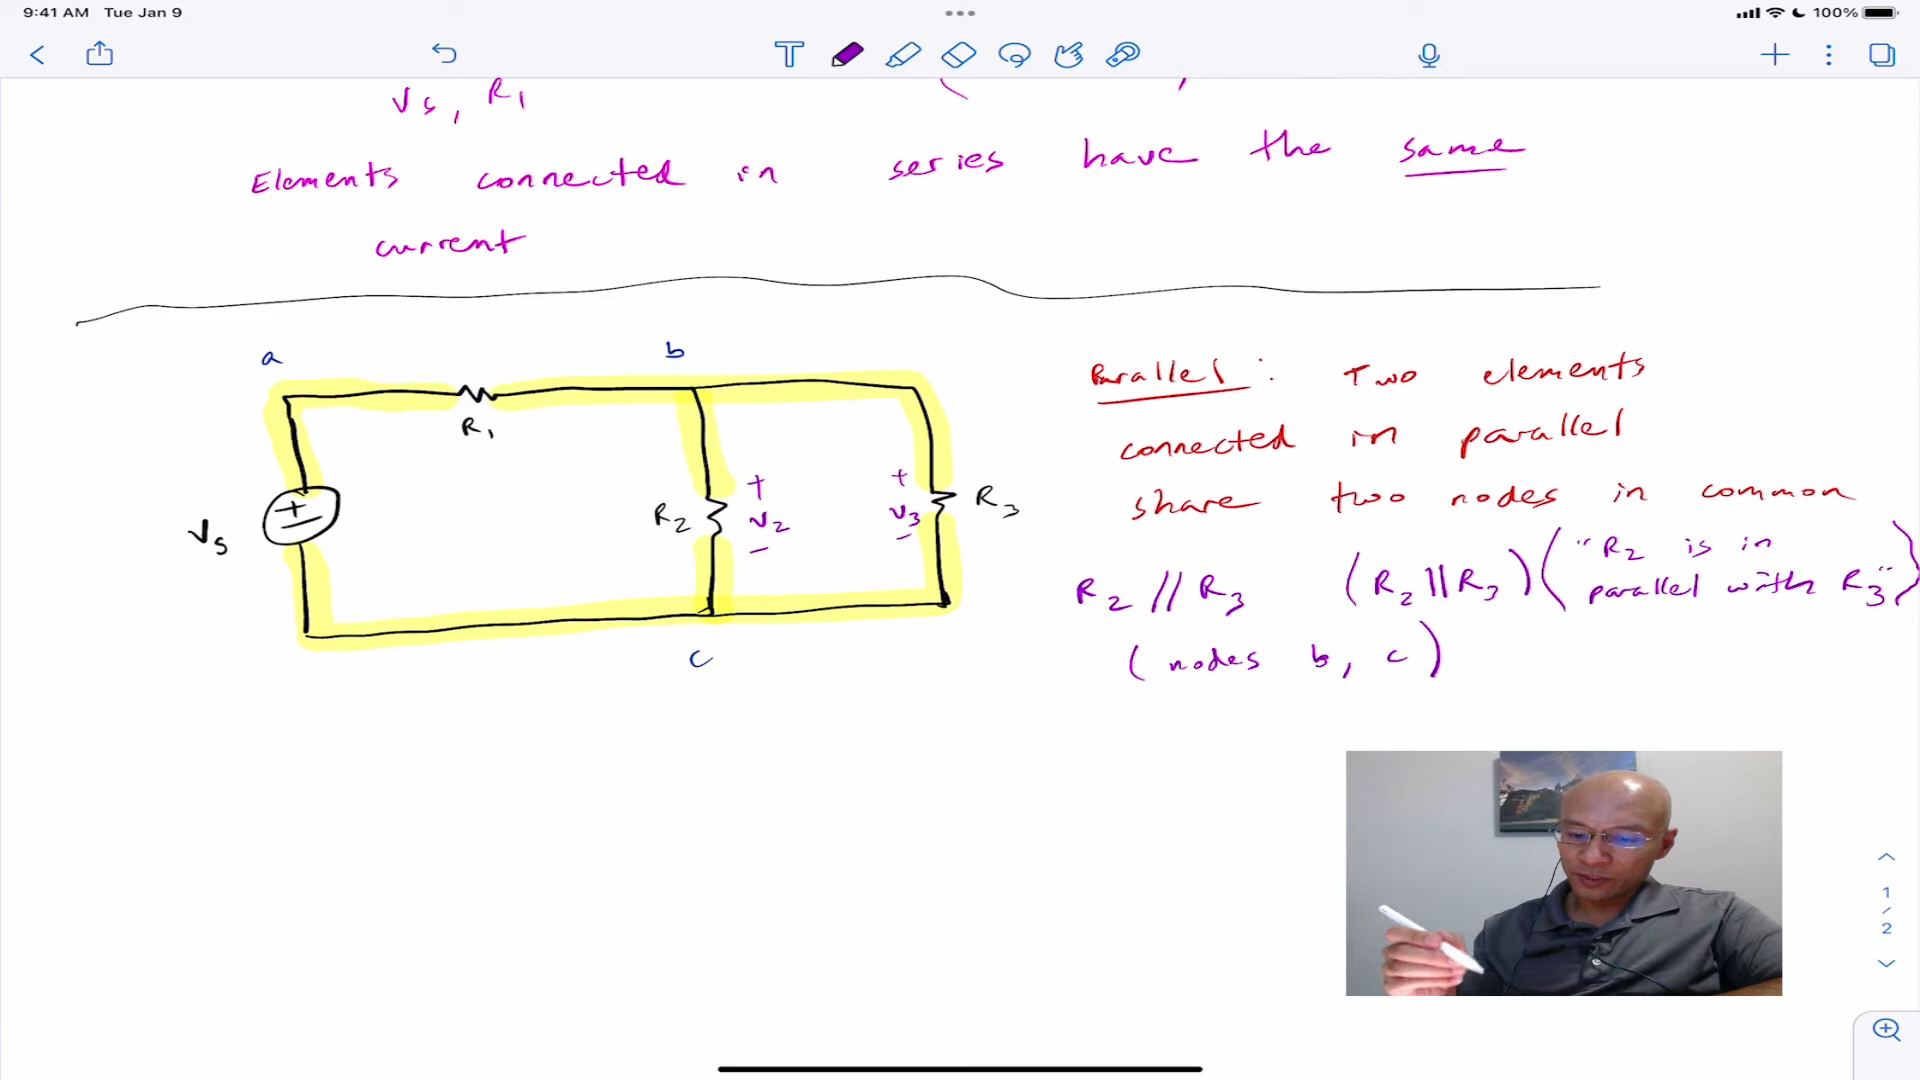 9:41 AM Tue Jan 9
100%
Vs, R1
Elements connected in series have the same
current
a
b
R1
Vs
R2
+
v2
−
+
v3
−
R3
c
Parallel : Two elements
connected in parallel
share two nodes in common
R2 // R3 (R2 || R3) ("R2 is in
parallel with R3")
(nodes b, c)
1
/
2